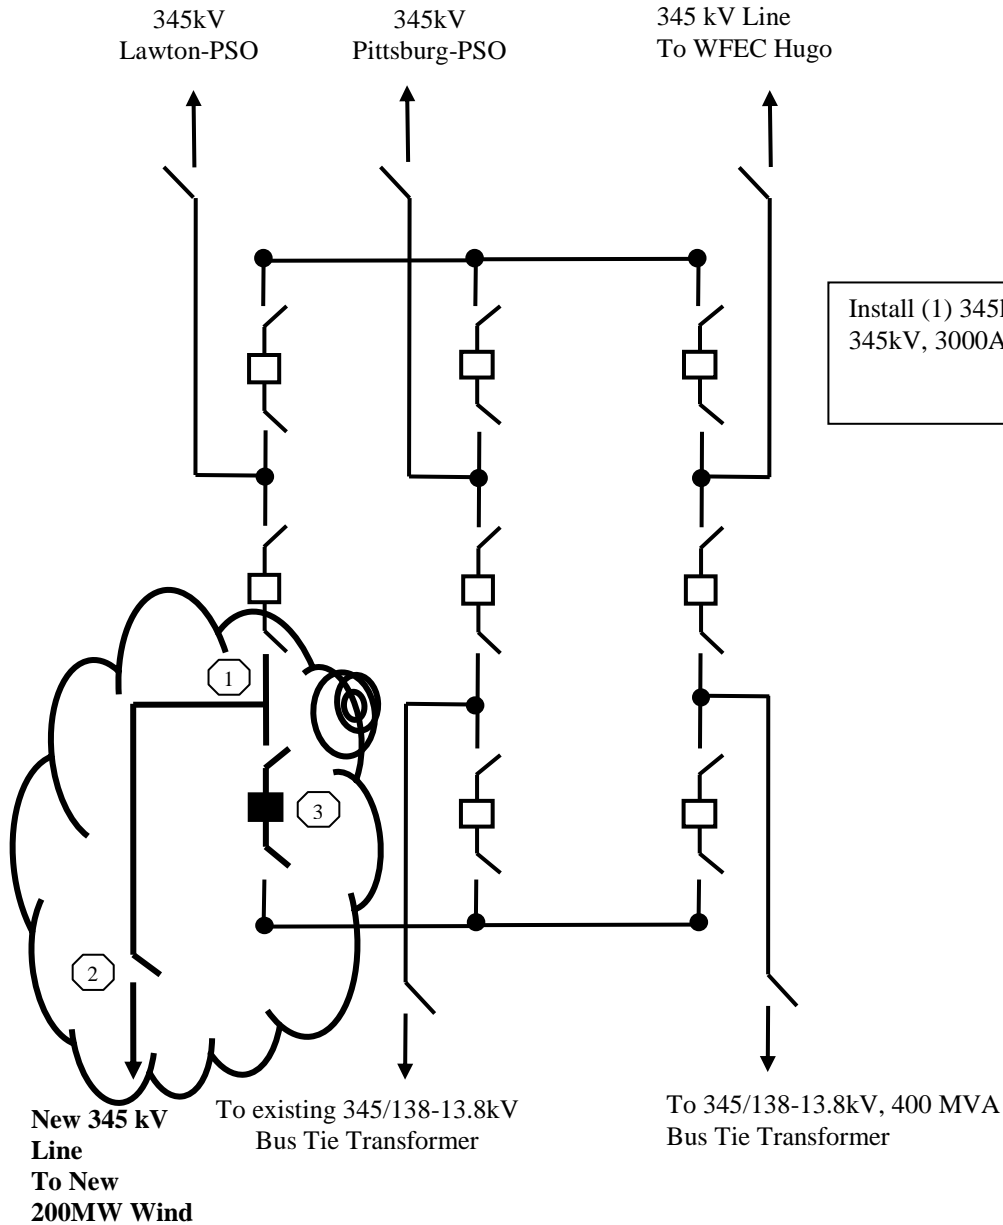 345kV
Lawton-PSO
345kV
Pittsburg-PSO
345 kV Line
To WFEC Hugo
Install (1) 345
345kV, 3000A
1
3
2
New 345 kV
Line
To New
200MW Wind
To existing 345/138-13.8kV
Bus Tie Transformer
To 345/138-13.8kV, 400 MVA
Bus Tie Transformer